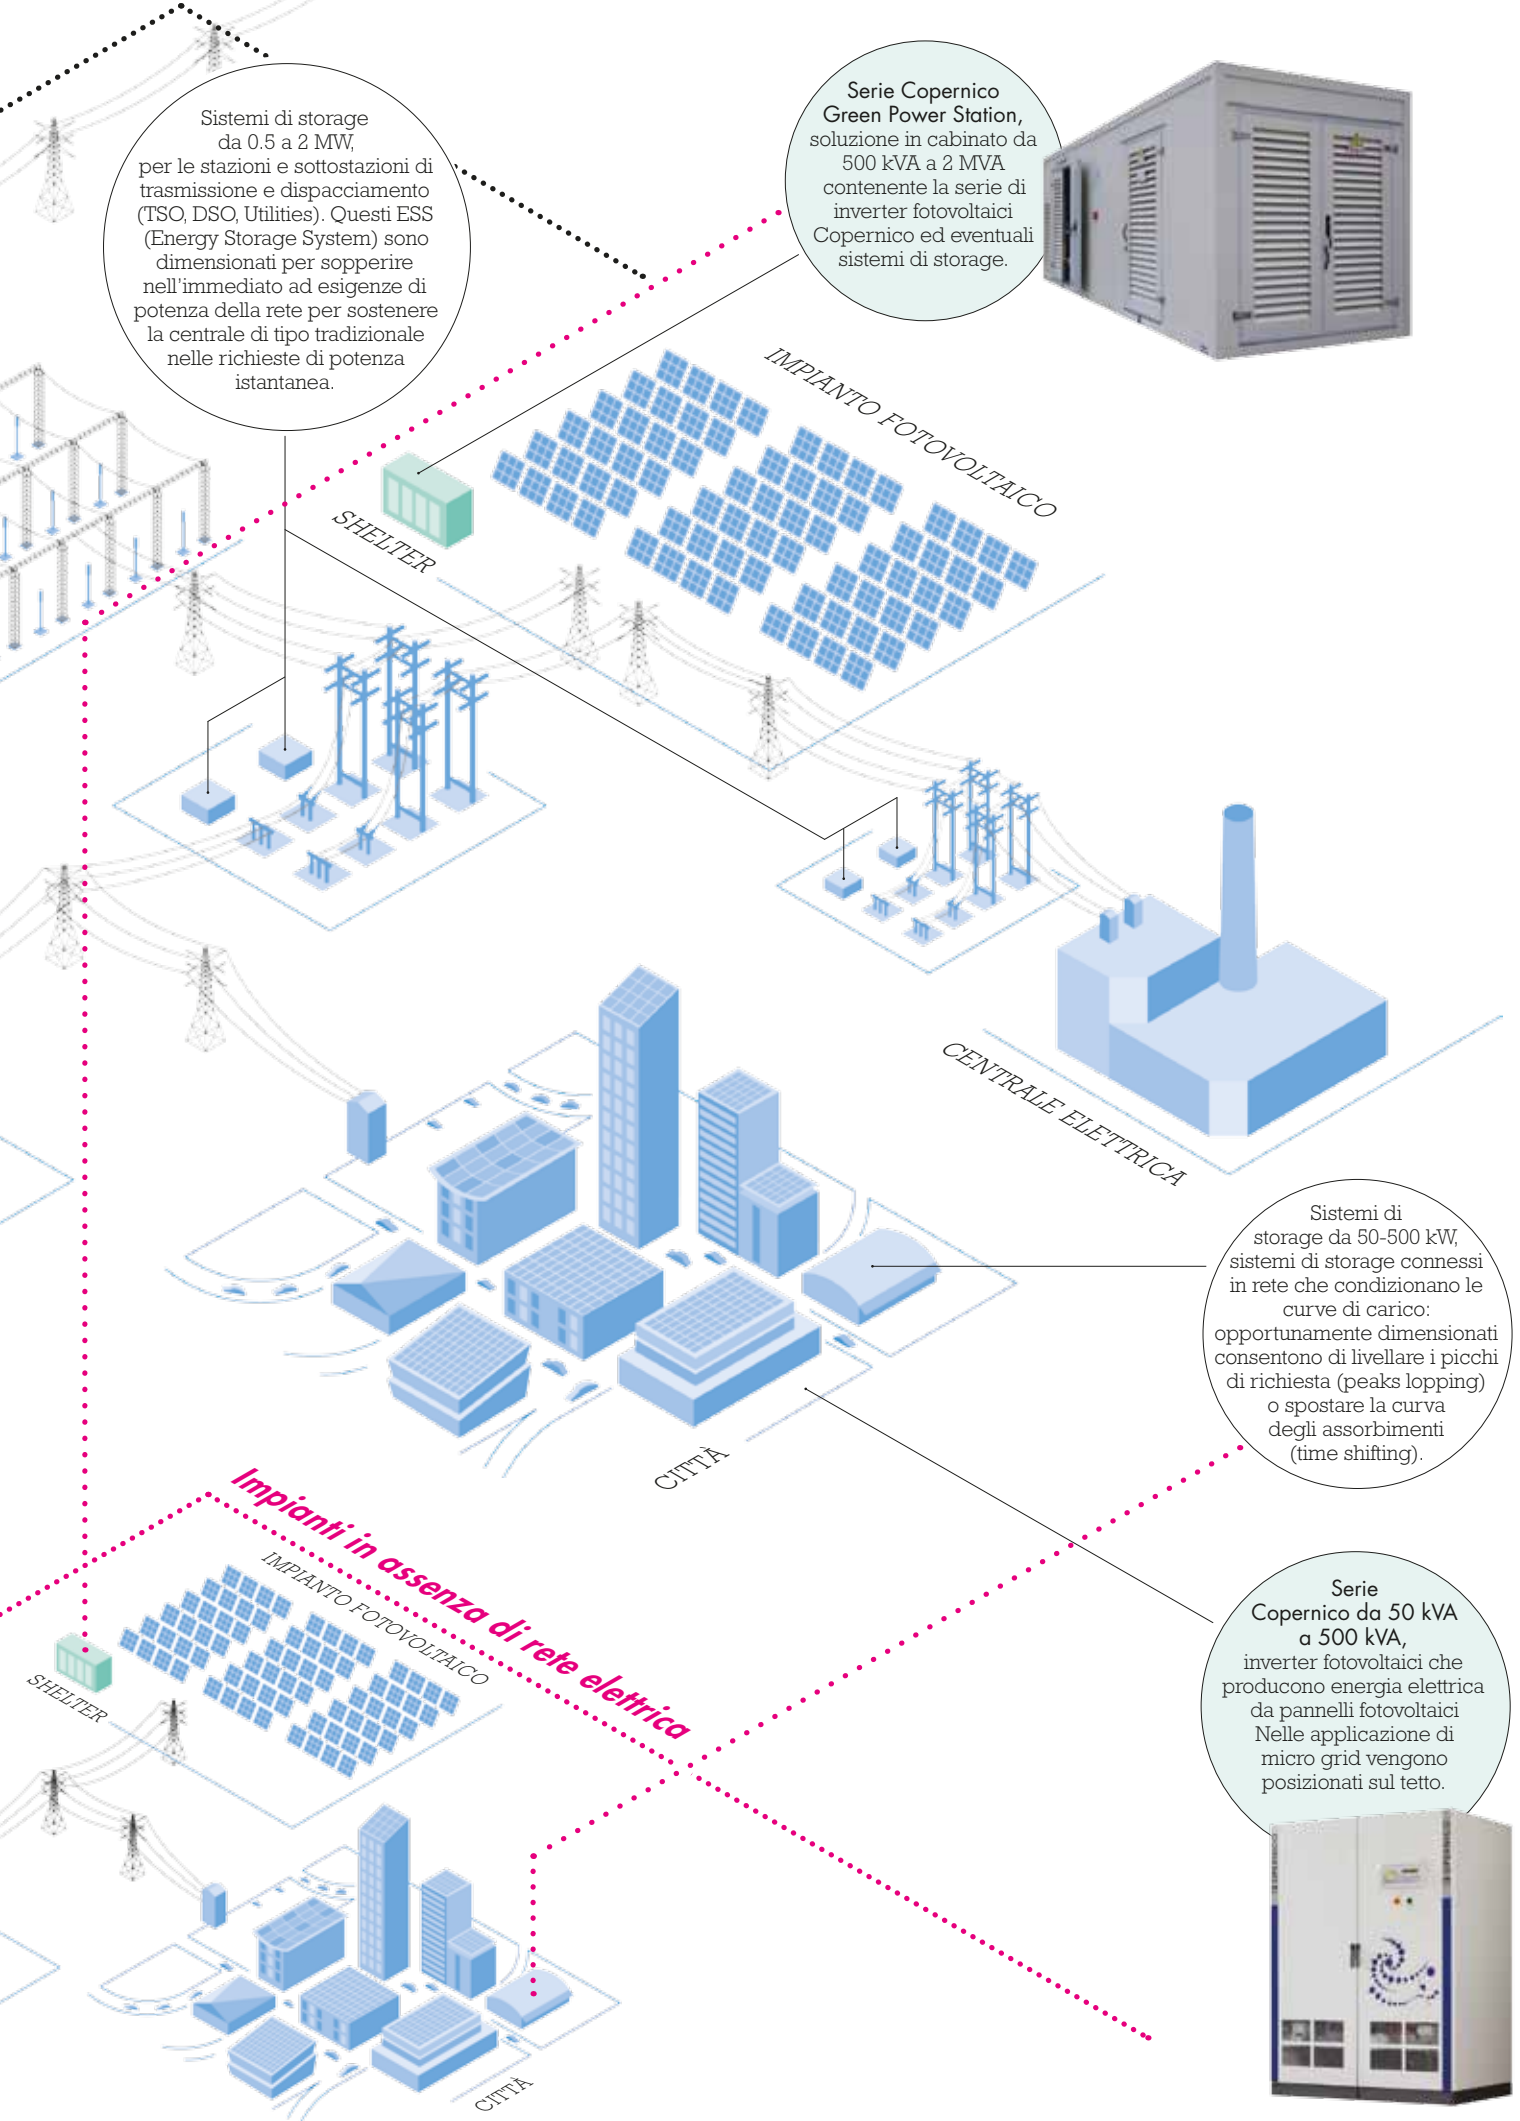 Sistemi di storage
da 0.5 a 2 MW,
per le stazioni e sottostazioni di
trasmissione e dispacciamento
(TSO, DSO, Utilities). Questi ESS
(Energy Storage System) sono
dimensionati per sopperire
nell'immediato ad esigenze di
potenza della rete per sostenere
la centrale di tipo tradizionale
nelle richieste di potenza
istantanea.
Serie Copernico
Green Power Station,
soluzione in cabinato da
500 kVA a 2 MVA
contenente la serie di
inverter fotovoltaici
Copernico ed eventuali
sistemi di storage.
IMPIANTO FOTOVOLTAICO
SHELTER
CENTRALE ELETTRICA
Sistemi di
storage da 50-500 kW,
sistemi di storage connessi
in rete che condizionano le
curve di carico:
opportunamente dimensionati
consentono di livellare i picchi
di richiesta (peaks lopping)
o spostare la curva
degli assorbimenti
(time shifting).
CITTÀ
Impianti in assenza di rete elettrica
IMPIANTO FOTOVOLTAICO
SHELTER
Serie
Copernico da 50 kVA
a 500 kVA,
inverter fotovoltaici che
producono energia elettrica
da pannelli fotovoltaici
Nelle applicazione di
micro grid vengono
posizionati sul tetto.
CITTÀ